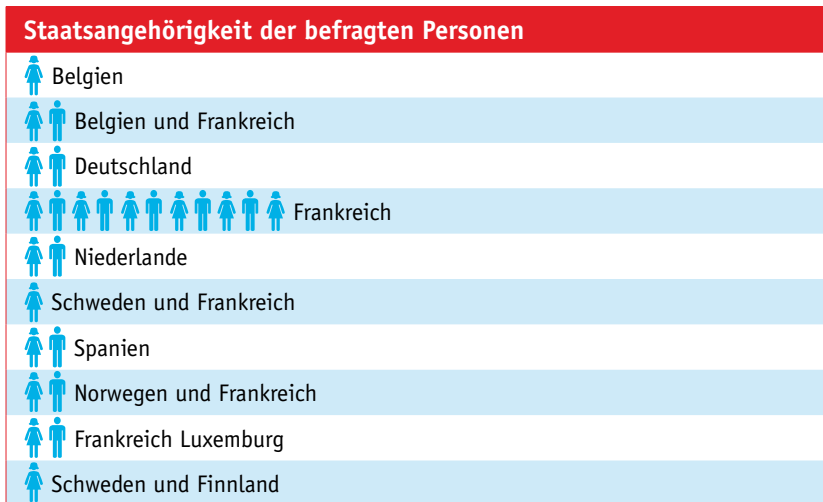 Staatsangehörigkeit der befragten Personen
Belgien
Belgien und Frankreich
Deutschland
Frankreich
Niederlande
Schweden und Frankreich
Spanien
Norwegen und Frankreich
Frankreich Luxemburg
Schweden und Finnland